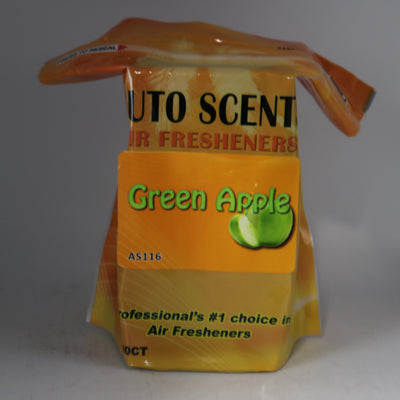 UTO SCENT
IR FRESHENERS
Green Apple
AS116
rofessional's #1 choice in
Air Fresheners
0CT